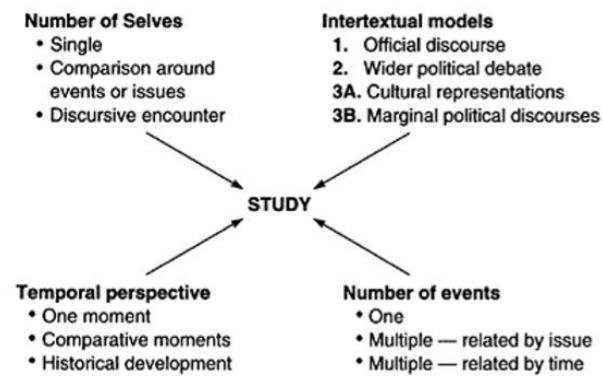 Number of Selves
• Single
• Comparison around
events or issues
• Discursive encounter
Intertextual models
1. Official discourse
2. Wider political debate
3A. Cultural representations
3B. Marginal political discourses
STUDY
Temporal perspective
• One moment
• Comparative moments
• Historical development
Number of events
• One
• Multiple — related by issue
• Multiple — related by time